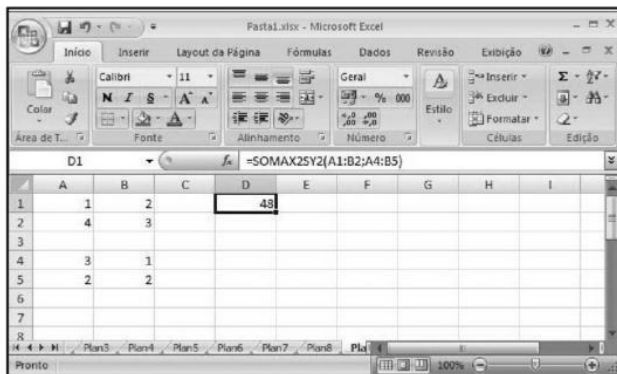 Pasta1.xlsx - Microsoft Excel
Início Inserir Layout da Página Fórmulas Dados Revisão Exibição
Calibri 11 Geral Inserir Σ
N I S A A % 000 Excluir
Colar Estilo Formatar
Área de T... Fonte Alinhamento Número Células Edição
D1 fx =SOMAX2SY2(A1:B2;A4:B5)
A B C D E F G H I
1 1 2 48
2 4 3
3
4 3 1
5 2 2
6
7
8
Plan3 Plan4 Plan5 Plan6 Plan7 Plan8 Pla
Pronto 100%